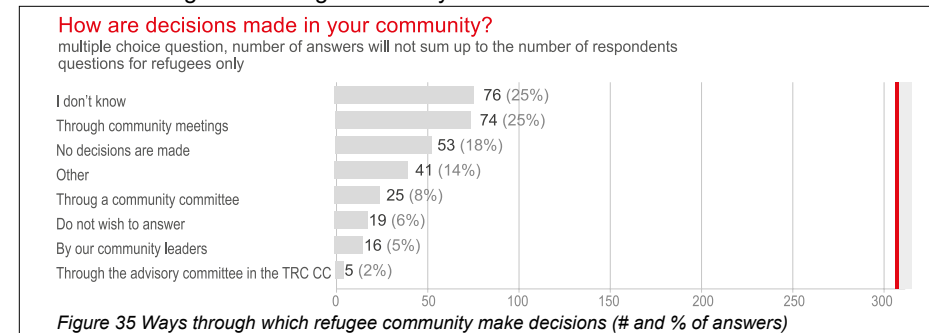 How are decisions made in your community?
multiple choice question, number of answers will not sum up to the number of respondents
questions for refugees only
I don't know 76 (25%)
Through community meetings 74 (25%)
No decisions are made 53 (18%)
Other 41 (14%)
Throug a community committee 25 (8%)
Do not wish to answer 19 (6%)
By our community leaders 16 (5%)
Through the advisory committee in the TRC CC 5 (2%)
0 50 100 150 200 250 300
Figure 35 Ways through which refugee community make decisions (# and % of answers)